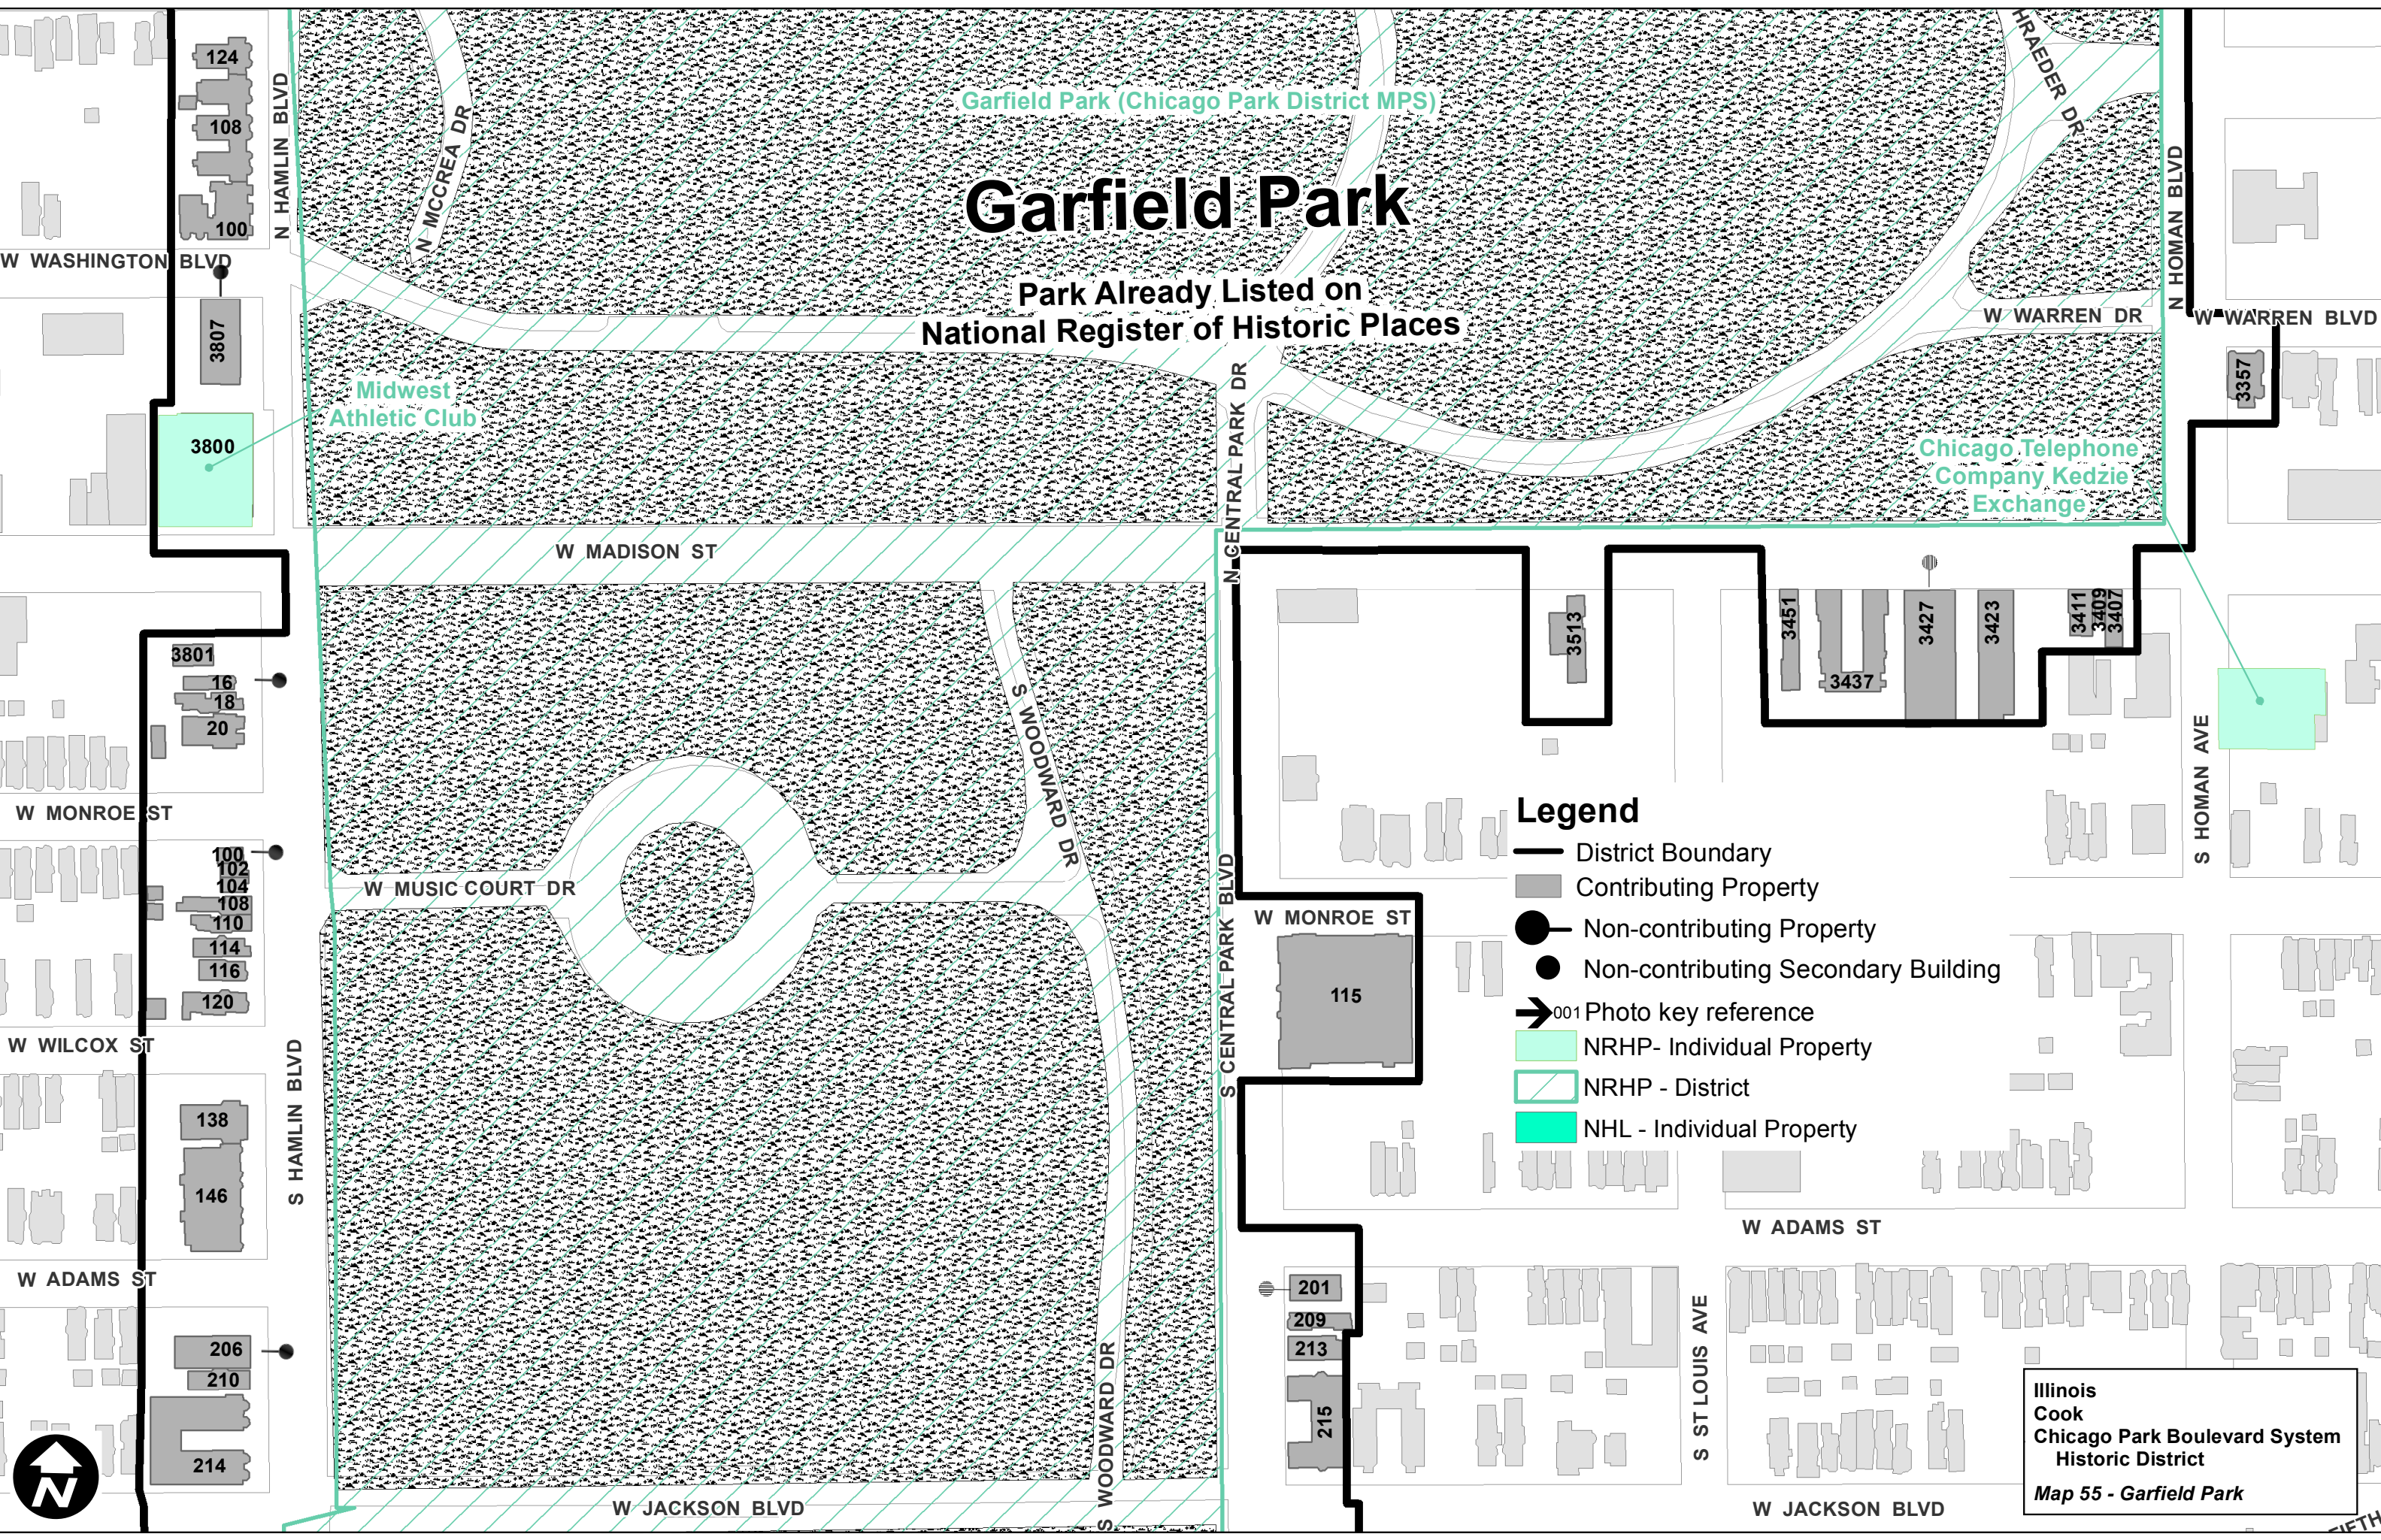 124
108
100
N HAMLIN BLVD
N MCCREA DR
Garfield Park (Chicago Park District MPS)
Garfield Park
Park Already Listed on
National Register of Historic Places
HRAEDER DR
N HOMAN BLVD
W WASHINGTON BLVD
3807
W WARREN DR
W WARREN BLVD
3357
Midwest
Athletic Club
3800
N CENTRAL PARK DR
Chicago Telephone
Company Kedzie
Exchange
W MADISON ST
3513
3451
3437
3427
3423
3411
3409
3407
3801
16
18
20
S WOODWARD DR
S HOMAN AVE
W MONROE ST
100
102
104
108
110
114
116
120
W MUSIC COURT DR
S CENTRAL PARK BLVD
W MONROE ST
115
W WILCOX ST
S HAMLIN BLVD
138
146
Legend
District Boundary
Contributing Property
Non-contributing Property
Non-contributing Secondary Building
001 Photo key reference
NRHP- Individual Property
NRHP - District
NHL - Individual Property
W ADAMS ST
W ADAMS ST
201
209
213
215
206
210
214
S WOODWARD DR
S ST LOUIS AVE
W JACKSON BLVD
W JACKSON BLVD
N
Illinois
Cook
Chicago Park Boulevard System
Historic District
Map 55 - Garfield Park
FIFTH